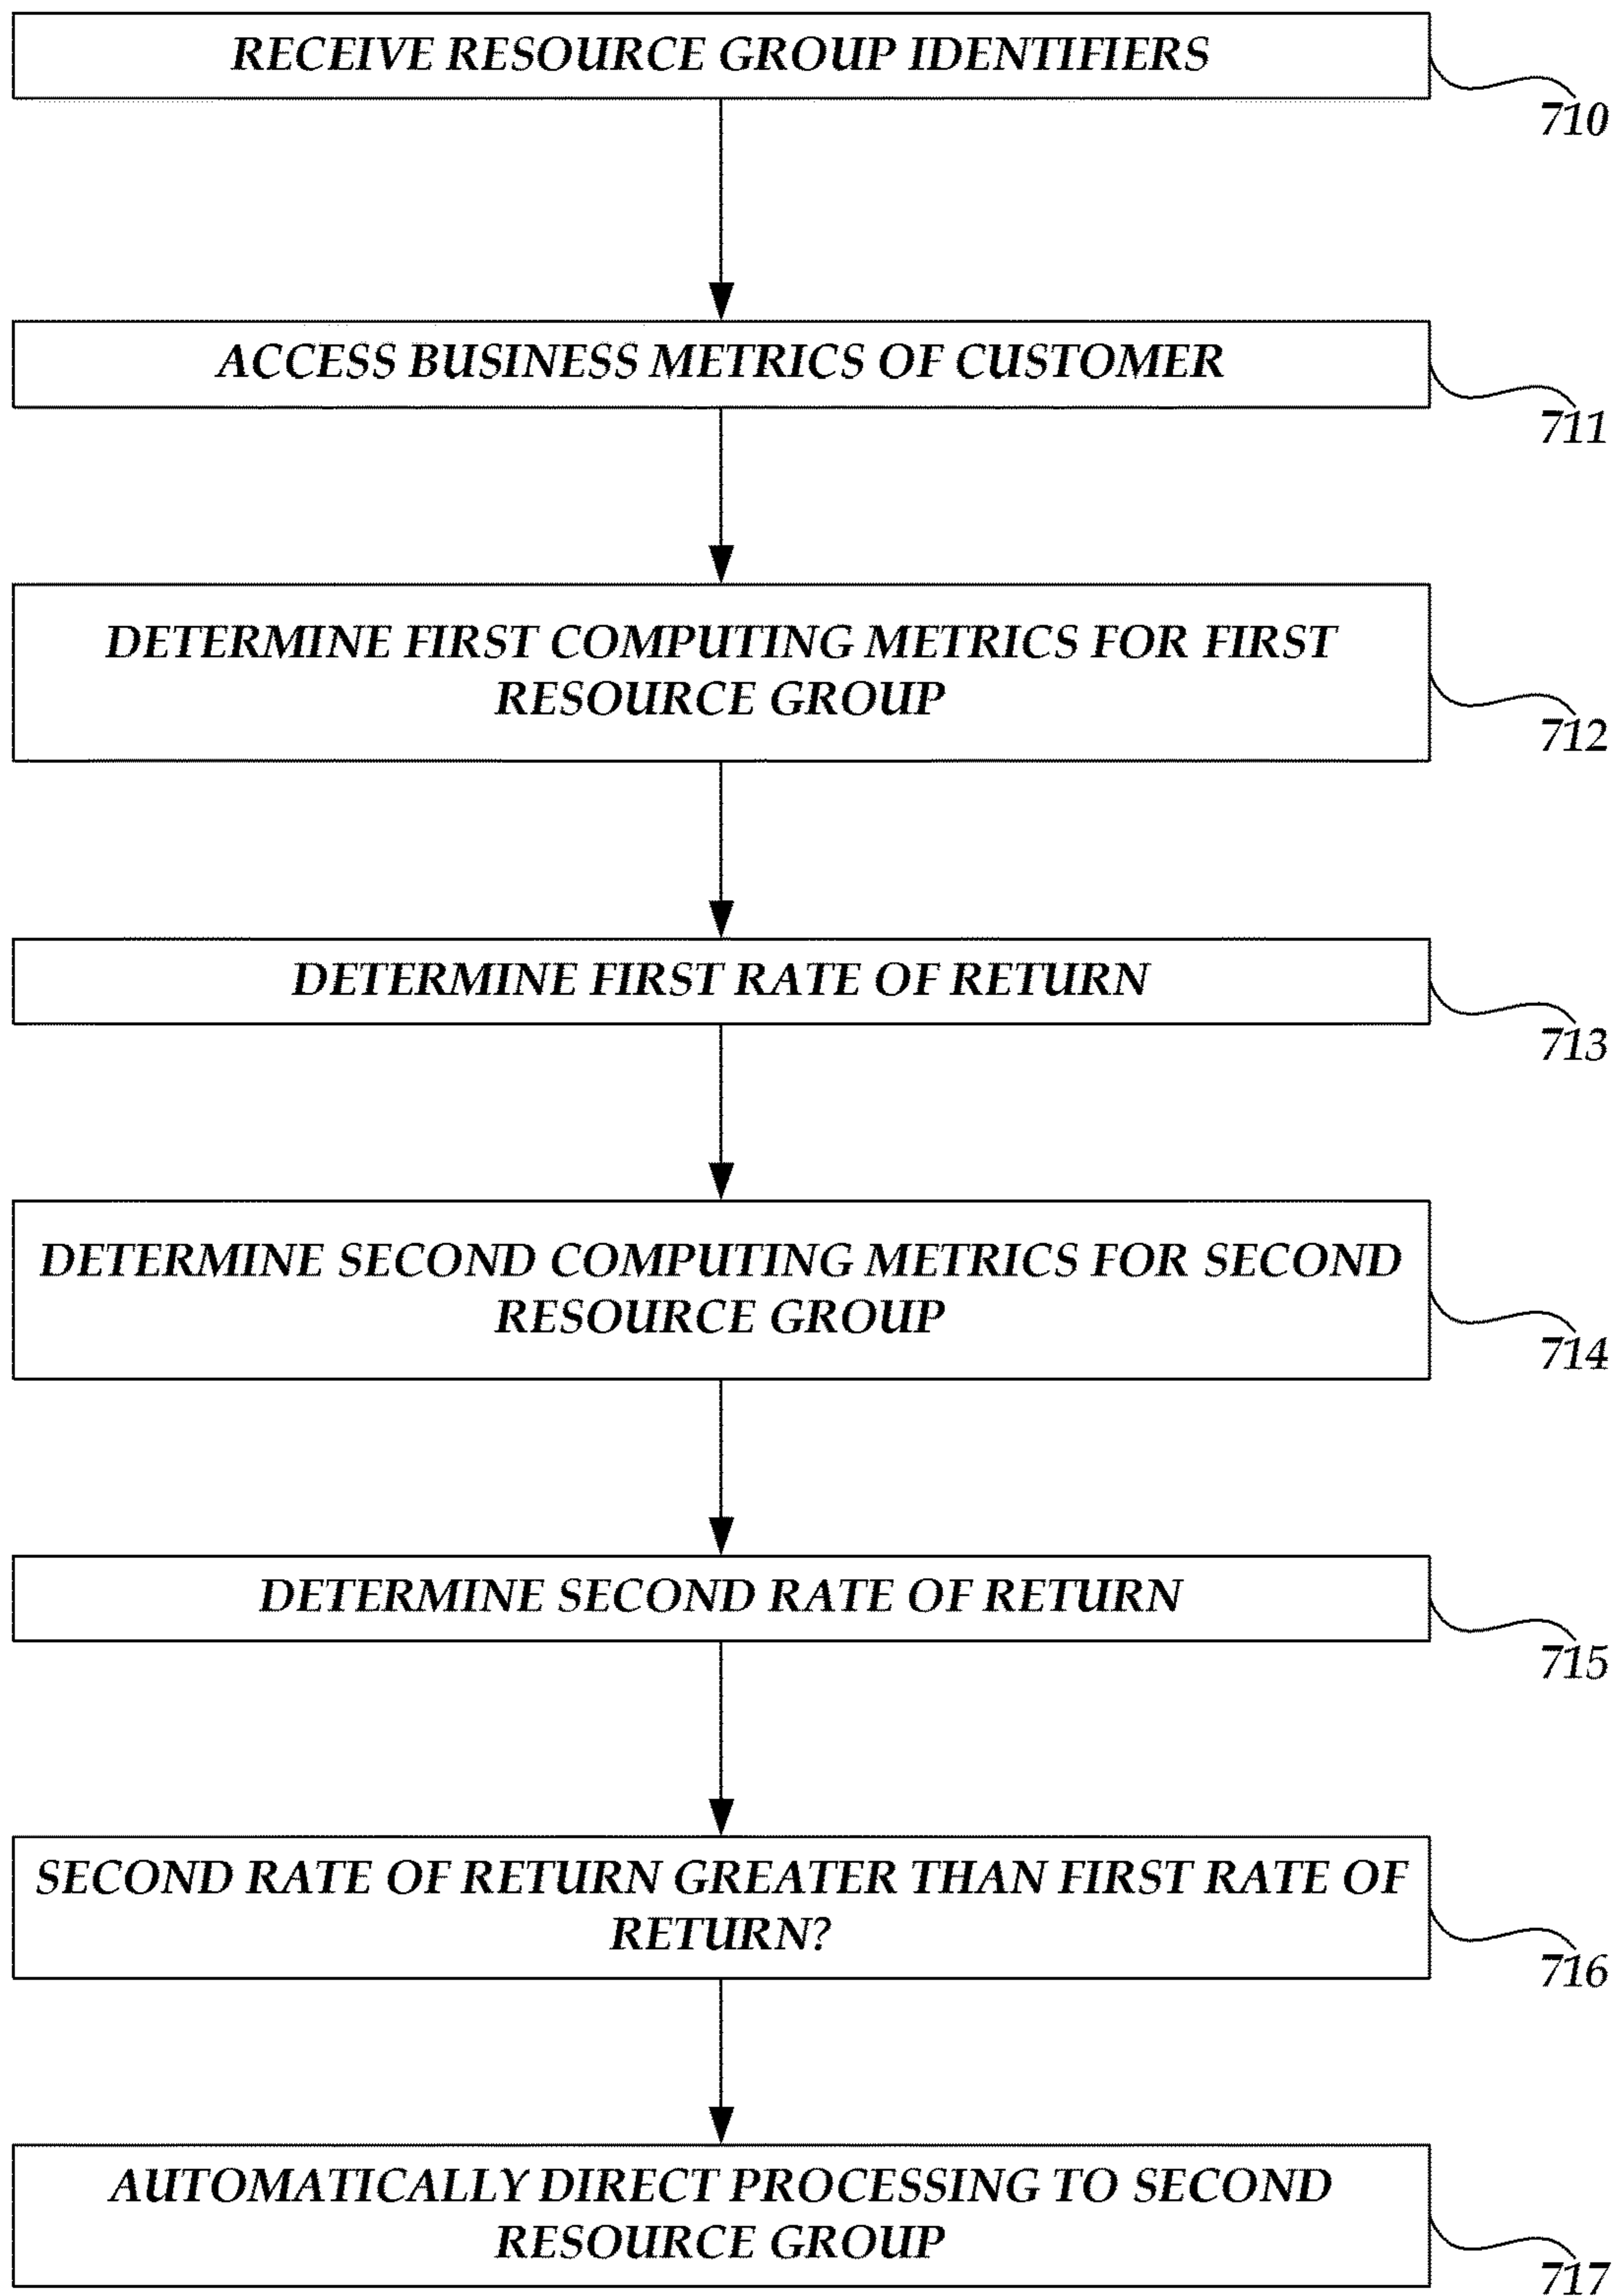 RECEIVE RESOURCE GROUP IDENTIFIERS
710
ACCESS BUSINESS METRICS OF CUSTOMER
711
DETERMINE FIRST COMPUTING METRICS FOR FIRST
RESOURCE GROUP
712
DETERMINE FIRST RATE OF RETURN
713
DETERMINE SECOND COMPUTING METRICS FOR SECOND
RESOURCE GROUP
714
DETERMINE SECOND RATE OF RETURN
715
SECOND RATE OF RETURN GREATER THAN FIRST RATE OF
RETURN?
716
AUTOMATICALLY DIRECT PROCESSING TO SECOND
RESOURCE GROUP
717